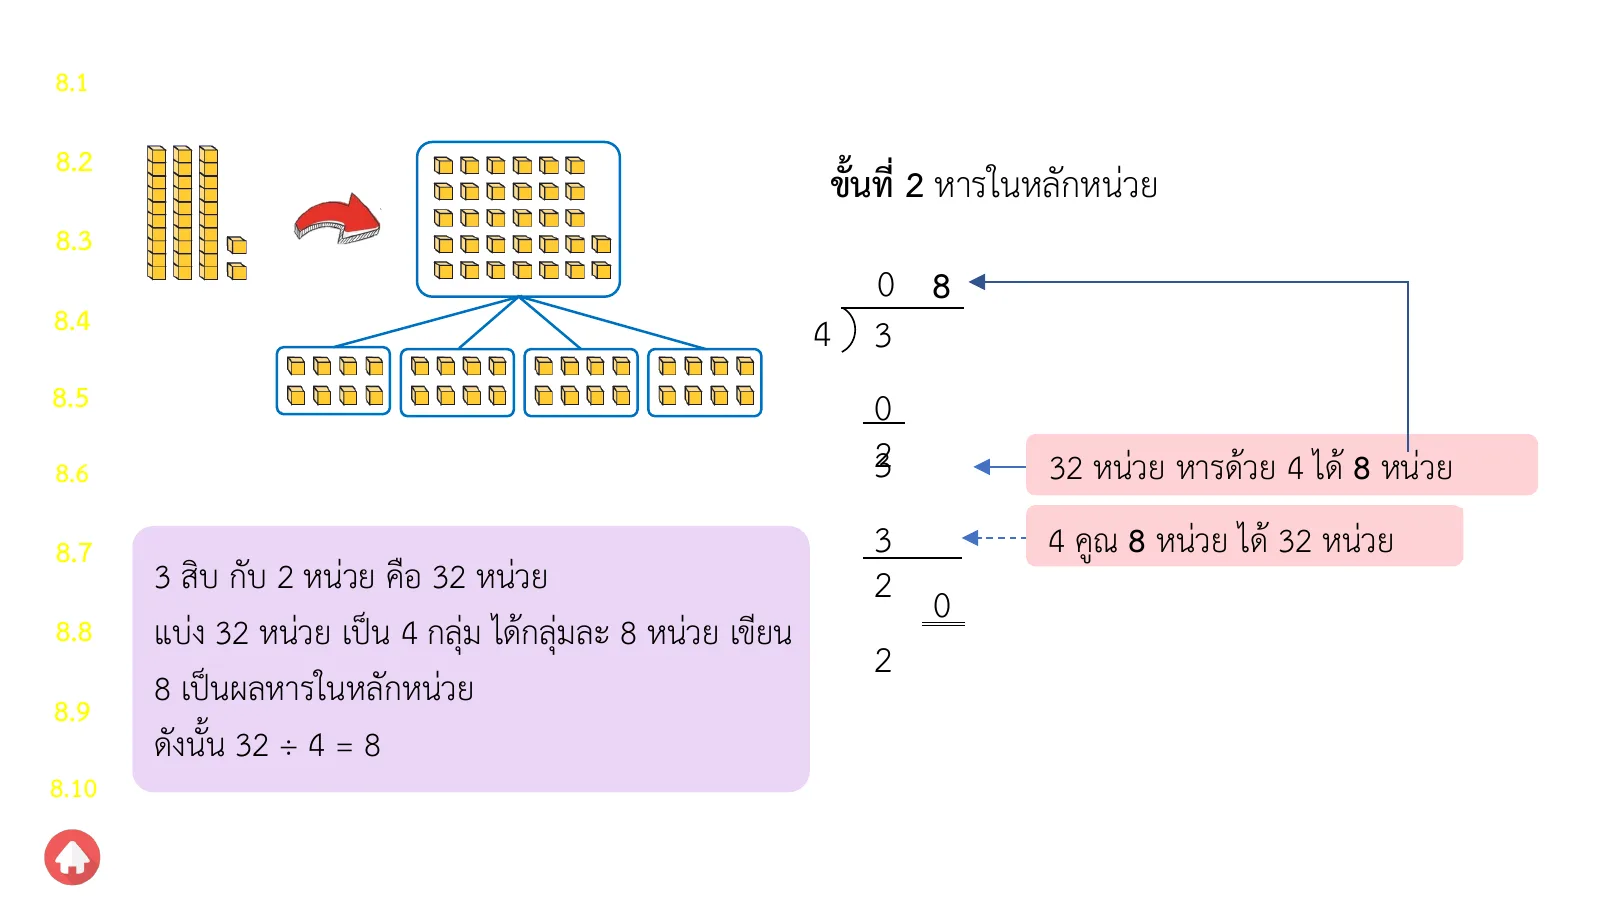 8.1
8.2
8.3
8.4
8.5
8.6
8.7
8.8
8.9
8.10
ขั้นที่ 2 หารในหลักหน่วย
0 8
4 ) 3
0
2
3
32 หน่วย หารด้วย 4 ได้ 8 หน่วย
3
4 คูณ 8 หน่วย ได้ 32 หน่วย
2
0
2
3 สิบ กับ 2 หน่วย คือ 32 หน่วย
แบ่ง 32 หน่วย เป็น 4 กลุ่ม ได้กลุ่มละ 8 หน่วย เขียน
8 เป็นผลหารในหลักหน่วย
ดังนั้น 32 ÷ 4 = 8